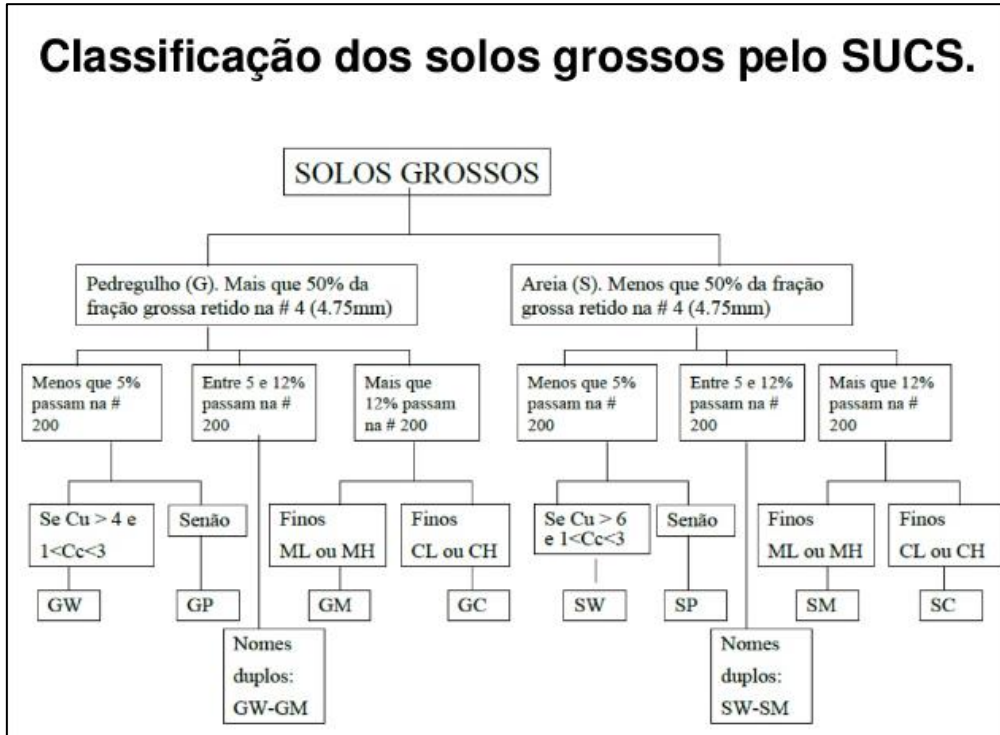 Classificação dos solos grossos pelo SUCS.
SOLOS GROSSOS
Pedregulho (G). Mais que 50% da
fração grossa retido na # 4 (4.75mm)
Areia (S). Menos que 50% da fração
grossa retido na # 4 (4.75mm)
Menos que 5%
passam na #
200
Entre 5 e 12%
passam na #
200
Mais que
12% passam
na # 200
Menos que 5%
passam na #
200
Entre 5 e 12%
passam na #
200
Mais que 12%
passam na #
200
Se Cu > 4 e
1<Cc<3
Senão
Finos
ML ou MH
Finos
CL ou CH
Se Cu > 6
e 1<Cc<3
Senão
Finos
ML ou MH
Finos
CL ou CH
GW
GP
GM
GC
SW
SP
SM
SC
Nomes
duplos:
GW-GM
Nomes
duplos:
SW-SM